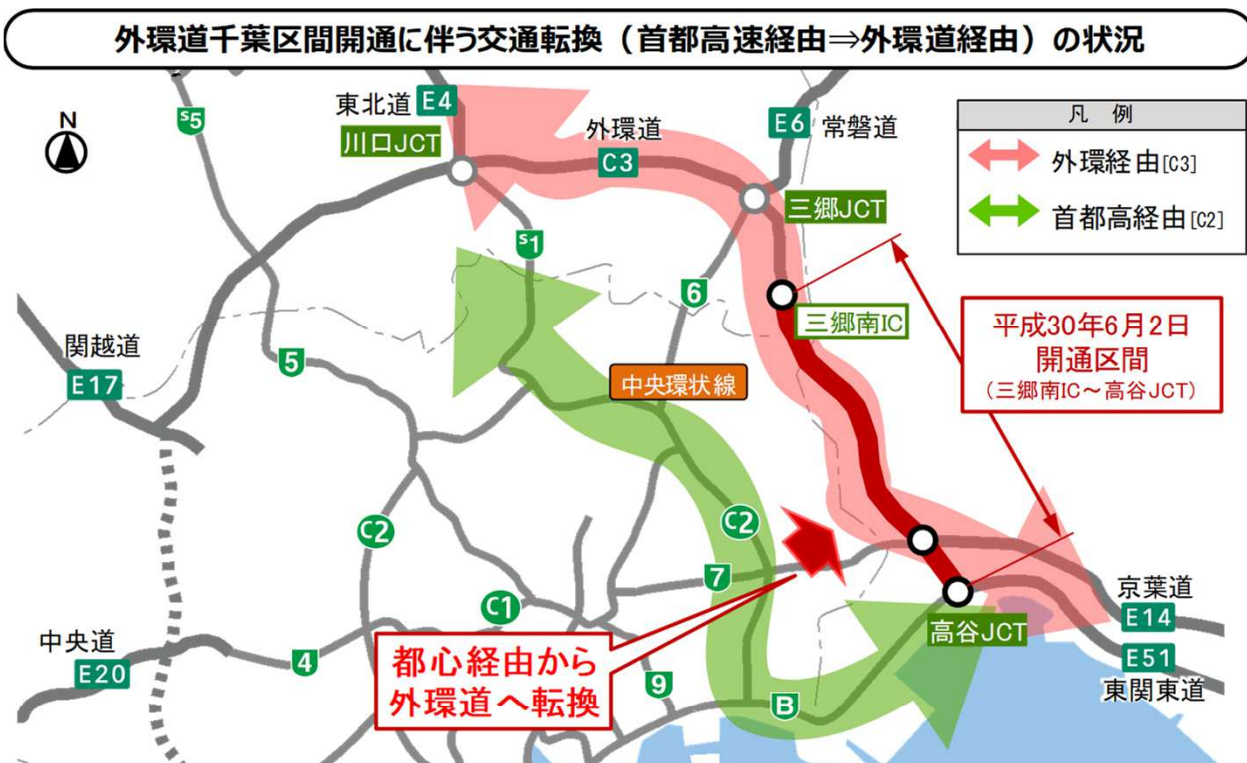 外環道千葉区間開通に伴う交通転換（首都高速経由⇒外環道経由）の状況
N
S5
東北道 E4
川口JCT
外環道
C3
E6 常磐道
三郷JCT
凡 例
外環経由[C3]
首都高経由[C2]
S1
6
三郷南IC
平成30年6月2日
開通区間
（三郷南IC～高谷JCT）
関越道
E17
5
中央環状線
C2
C2
7
C1
京葉道
E14
高谷JCT
E51
東関東道
中央道
E20
4
都心経由から
外環道へ転換
9
B